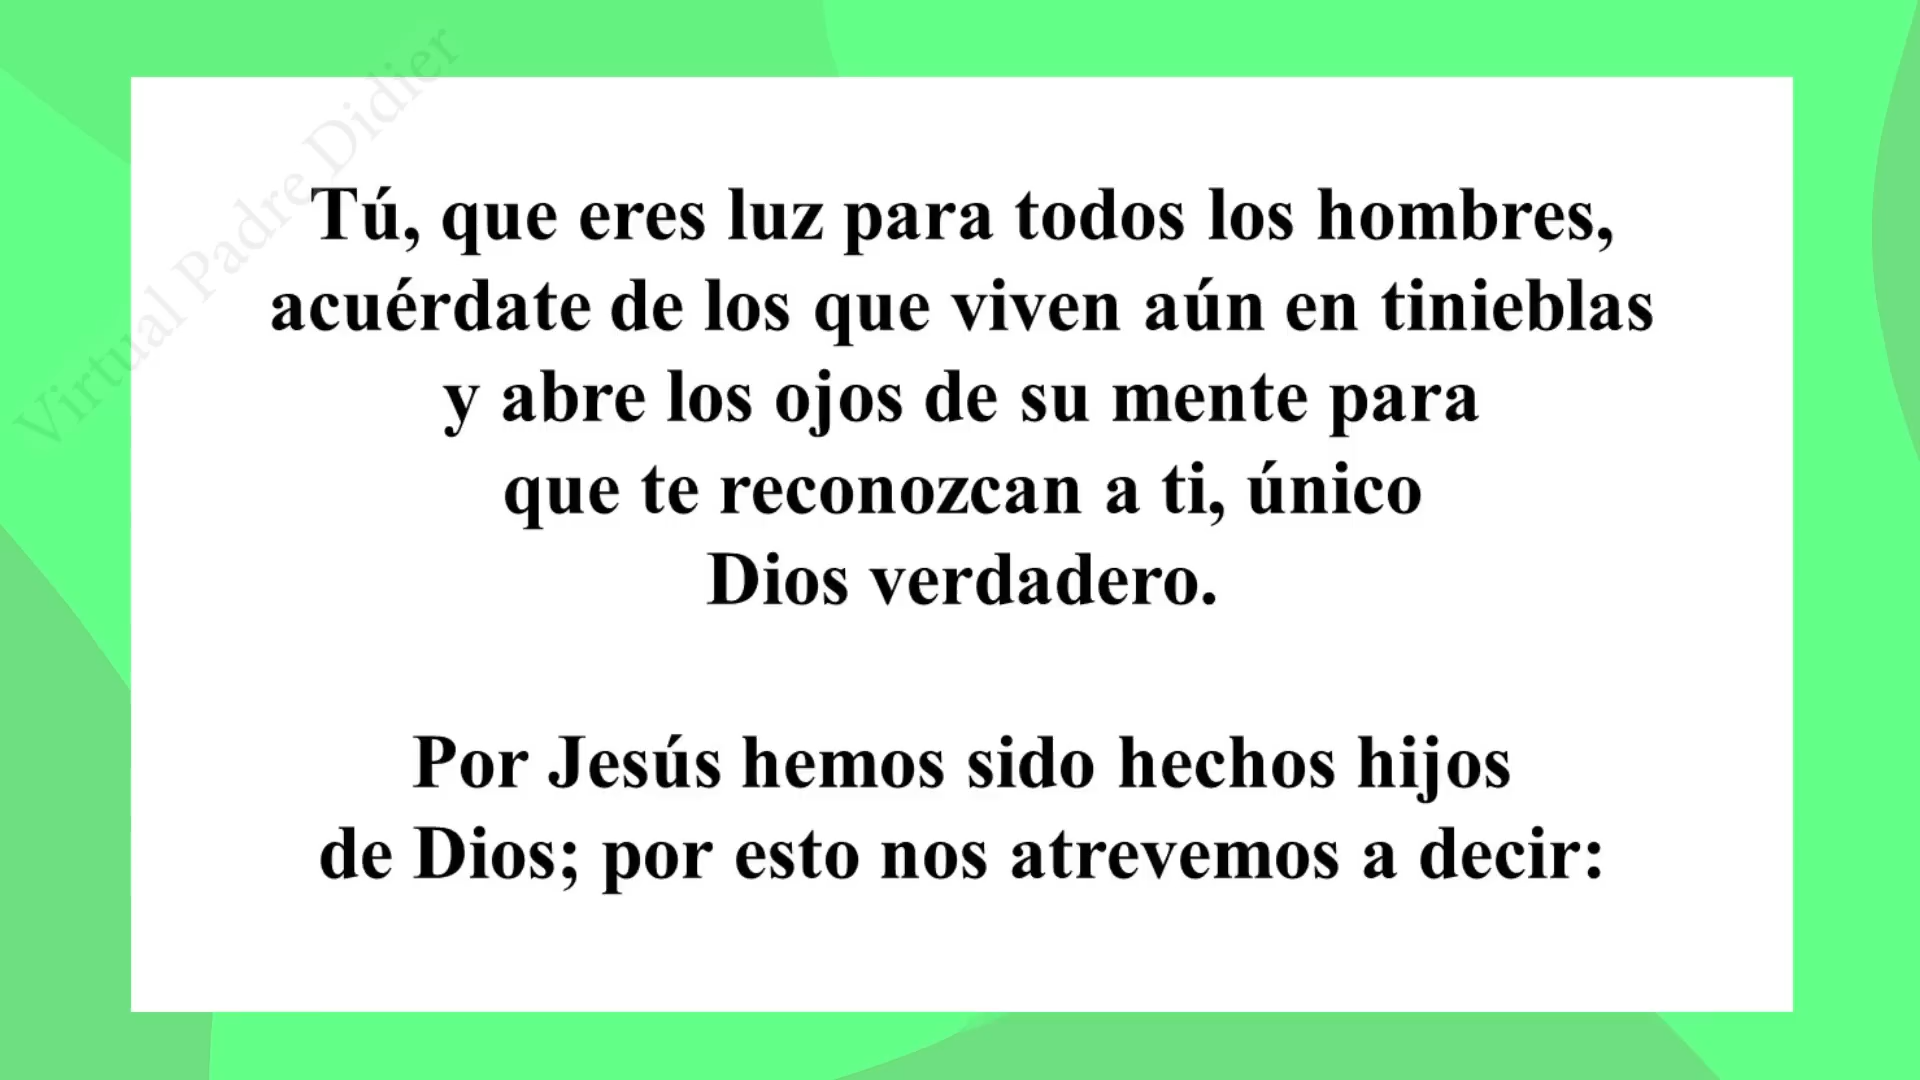 Virtual Padre Didier
Tú, que eres luz para todos los hombres,
acuérdate de los que viven aún en tinieblas
y abre los ojos de su mente para
que te reconozcan a ti, único
Dios verdadero.
Por Jesús hemos sido hechos hijos
de Dios; por esto nos atrevemos a decir: